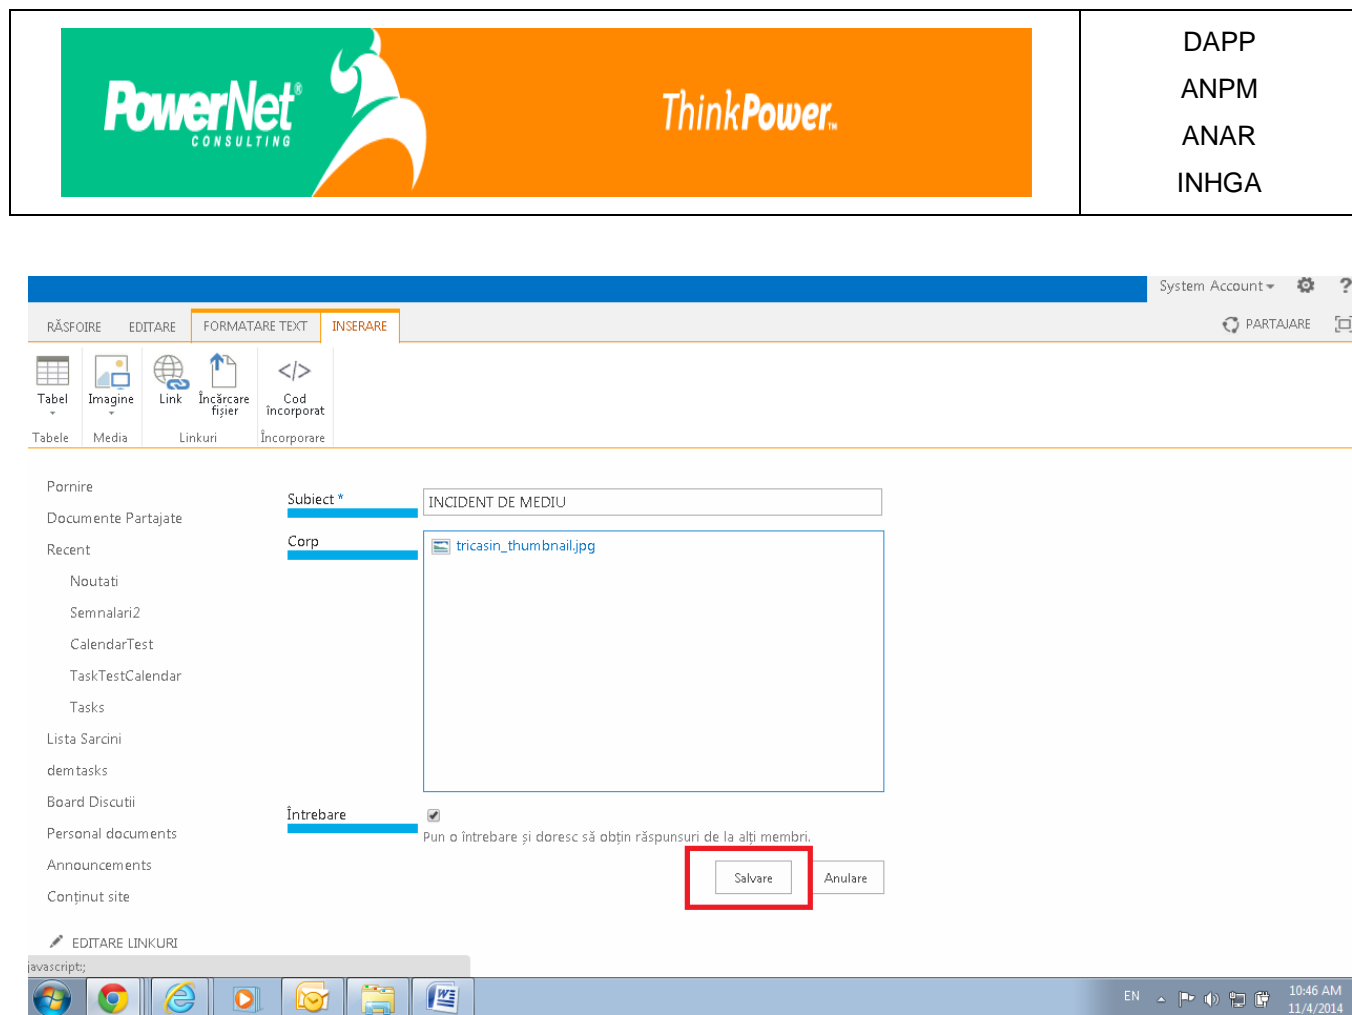 PowerNet®
CONSULTING
ThinkPower™
DAPP
ANPM
ANAR
INHGA
System Account
?
RĂSFOIRE EDITARE FORMATARE TEXT INSERARE
PARTAJARE
Tabel Imagine Link Încărcare fișier </> Cod încorporat
Tabele Media Linkuri Încorporare
Pornire
Documente Partajate
Recent
Noutati
Semnalari2
CalendarTest
TaskTestCalendar
Tasks
Lista Sarcini
demtasks
Board Discutii
Personal documents
Announcements
Conținut site
EDITARE LINKURI
Subiect *
INCIDENT DE MEDIU
Corp
tricasin_thumbnail.jpg
Întrebare
Pun o întrebare și doresc să obțin răspunsuri de la alți membri.
Salvare Anulare
javascript:;
EN
10:46 AM
11/4/2014